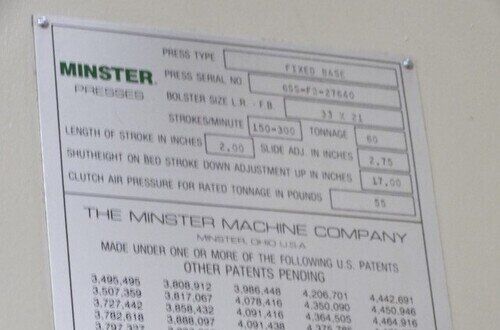 PRESS TYPE FIXED BASE
MINSTER PRESS SERIAL NO 60S-F3-27640
PRESSES BOLSTER SIZE L.R. - F.B. 33 X 21
STROKES/MINUTE 150-300 TONNAGE 60
LENGTH OF STROKE IN INCHES 2.00 SLIDE ADJ. IN INCHES 2.75
SHUTHEIGHT ON BED STROKE DOWN ADJUSTMENT UP IN INCHES 17.00
CLUTCH AIR PRESSURE FOR RATED TONNAGE IN POUNDS 55
THE MINSTER MACHINE COMPANY
MINSTER, OHIO U.S.A
MADE UNDER ONE OR MORE OF THE FOLLOWING U.S. PATENTS
OTHER PATENTS PENDING
3,495,495 3,808,912 3,986,448 4,206,701 4,442,691
3,507,359 3,817,067 4,078,416 4,350,090 4,450,946
3,727,442 3,858,432 4,091,416 4,364,505 4,464,916
3,782,618 3,888,097 4,091,438
3,797,327